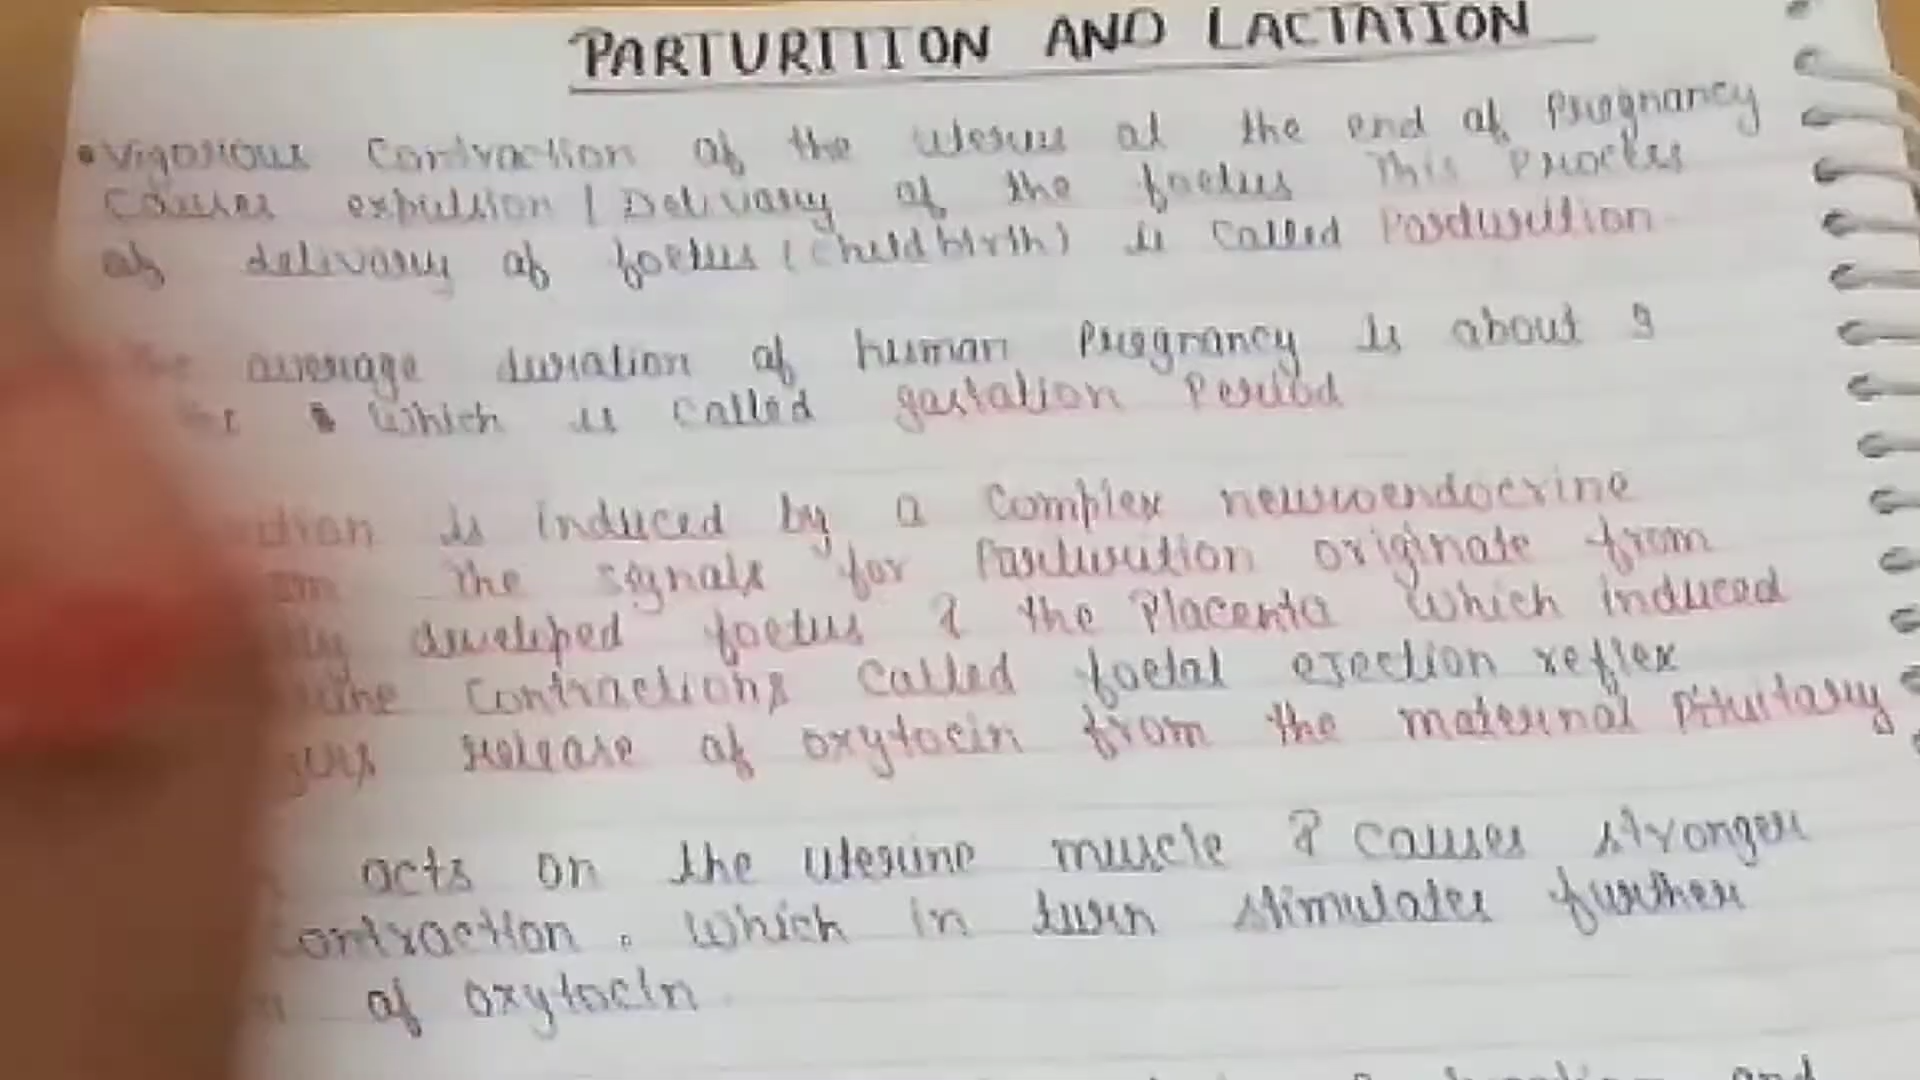 PARTURITION AND LACTATION
• Vigorous Contraction of the uterus at the end of Pregnancy
Causes expulsion / Delivary of the foetus This Process
of delivary of foetus (childbirth) is called Parturition
average duration of human Pregnancy is about 9
which is called gastation Period
is induced by a Complex neuroendocrine
The signals for Parturition originate from
developed foetus & the Placenta which induced
Contractions called foetal ejection reflex
release of oxytocin from the maternal Pituitary
acts on the uterine muscle & causes stronger
contraction, which in turn stimulates further
of oxytocin
and